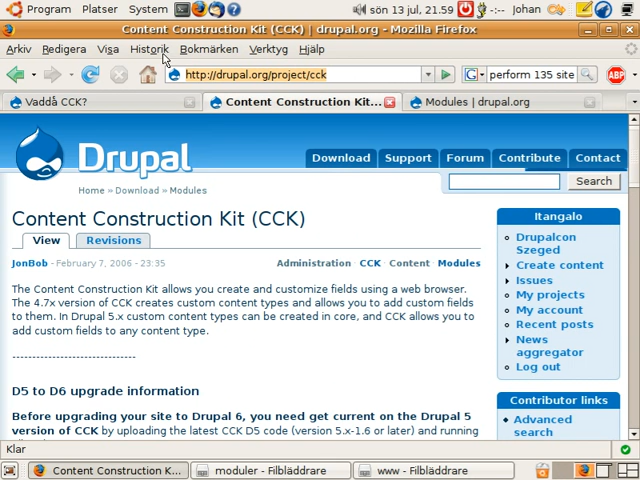 Program Platser System sön 13 jul, 21.59 -:-- Johan
Content Construction Kit (CCK) | drupal.org - Mozilla Firefox
Arkiv Redigera Visa Historik Bokmärken Verktyg Hjälp
http://drupal.org/project/cck G perform 135 site ABP
Vaddå CCK? Content Construction Kit... Modules | drupal.org
Drupal
Download Support Forum Contribute Contact
Home » Download » Modules
Search
Content Construction Kit (CCK)
View Revisions
JonBob - February 7, 2006 - 23:35 Administration · CCK · Content · Modules
The Content Construction Kit allows you create and customize fields using a web browser.
The 4.7x version of CCK creates custom content types and allows you to add custom fields
to them. In Drupal 5.x custom content types can be created in core, and CCK allows you to
add custom fields to any content type.
-------------------------------
D5 to D6 upgrade information
Before upgrading your site to Drupal 6, you need get current on the Drupal 5
version of CCK by uploading the latest CCK D5 code (version 5.x-1.6 or later) and running
Itangalo
Drupalcon
Szeged
Create content
Issues
My projects
My account
Recent posts
News
aggregator
Log out
Contributor links
Advanced
search
Klar
Content Construction K... moduler - Filbläddrare www - Filbläddrare